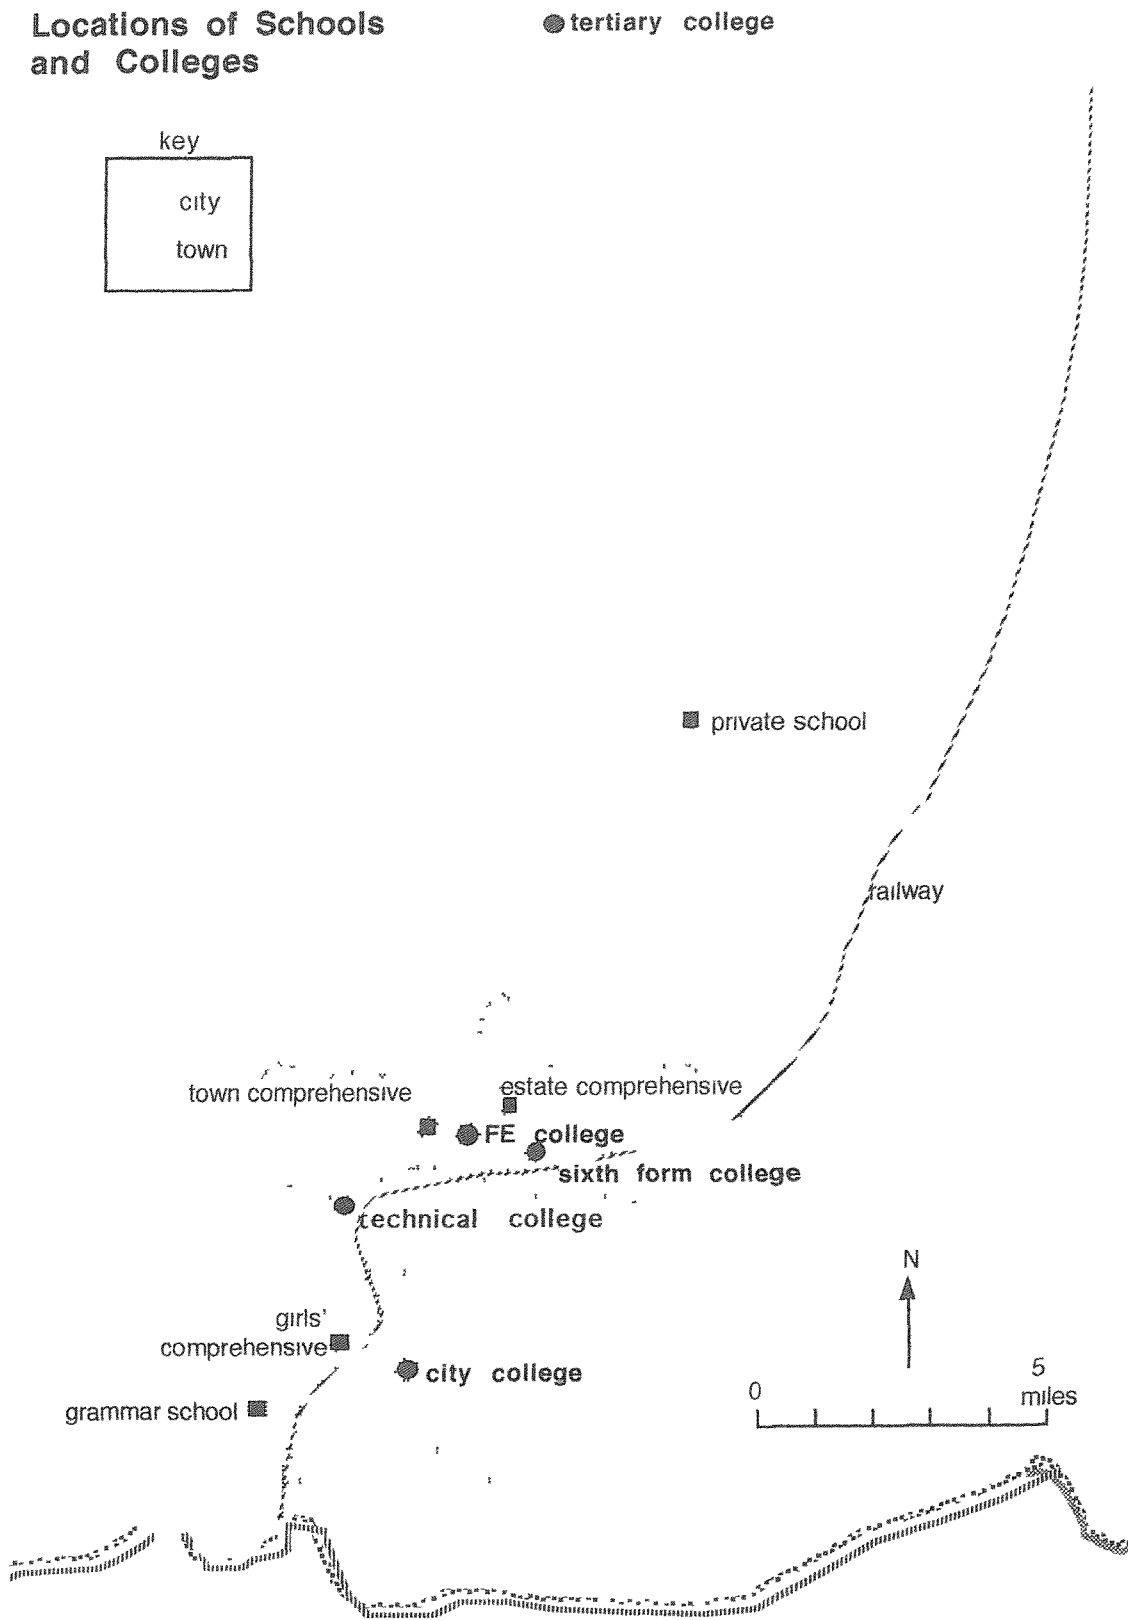 Locations of Schools
and Colleges
tertiary college
key
city
town
private school
railway
town comprehensive
estate comprehensive
FE college
sixth form college
technical college
girls'
comprehensive
city college
grammar school
N
0
5
miles